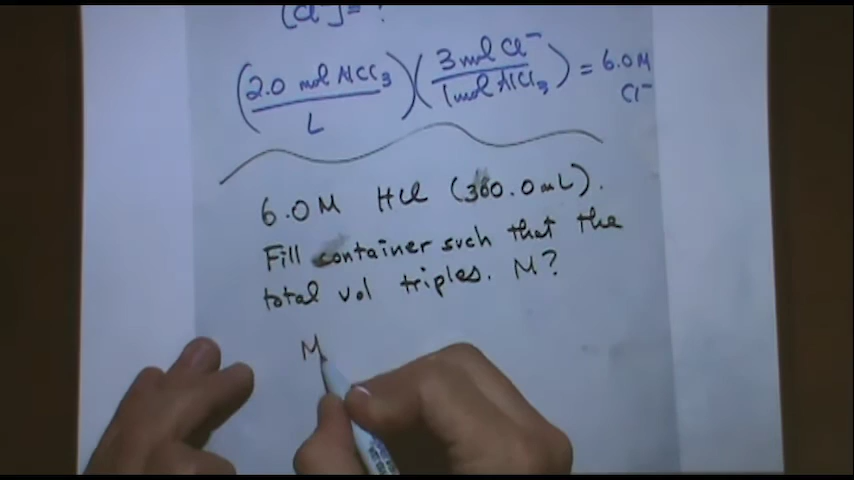 [Cl⁻] = ?
(2.0 mol AlCl₃ / L) (3 mol Cl⁻ / 1 mol AlCl₃) = 6.0 M Cl⁻
6.0 M HCl (300.0 mL).
Fill container such that the
total vol triples. M?
M